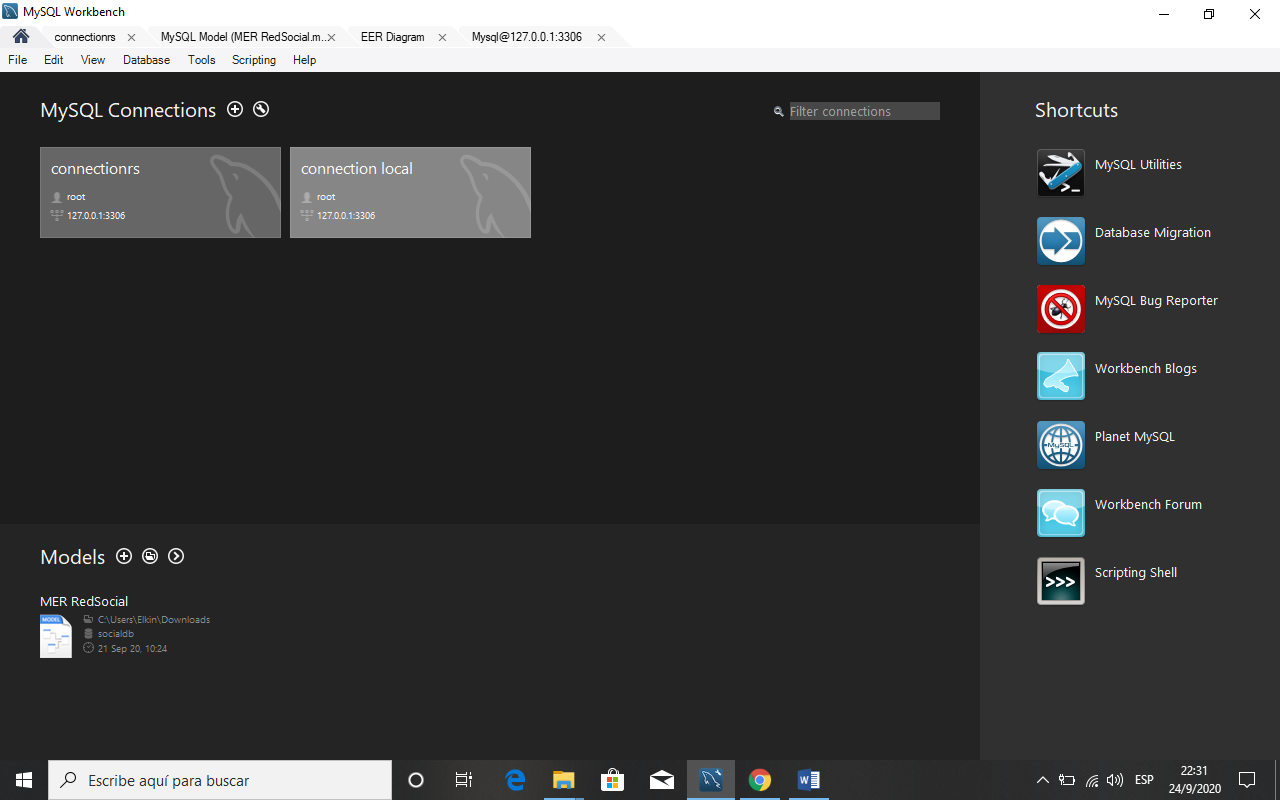 MySQL Workbench
connectionrs
MySQL Model (MER RedSocial.m...
EER Diagram
Mysql@127.0.0.1:3306
File Edit View Database Tools Scripting Help
MySQL Connections
Filter connections
connectionrs
root
127.0.0.1:3306
connection local
root
127.0.0.1:3306
Shortcuts
MySQL Utilities
Database Migration
MySQL Bug Reporter
Workbench Blogs
MySQL
Planet MySQL
Workbench Forum
>>>
Scripting Shell
Models
MER RedSocial
MODEL
C:\Users\Elkin\Downloads
socialdb
21 Sep 20, 10:24
Escribe aquí para buscar
ESP
22:31
24/9/2020